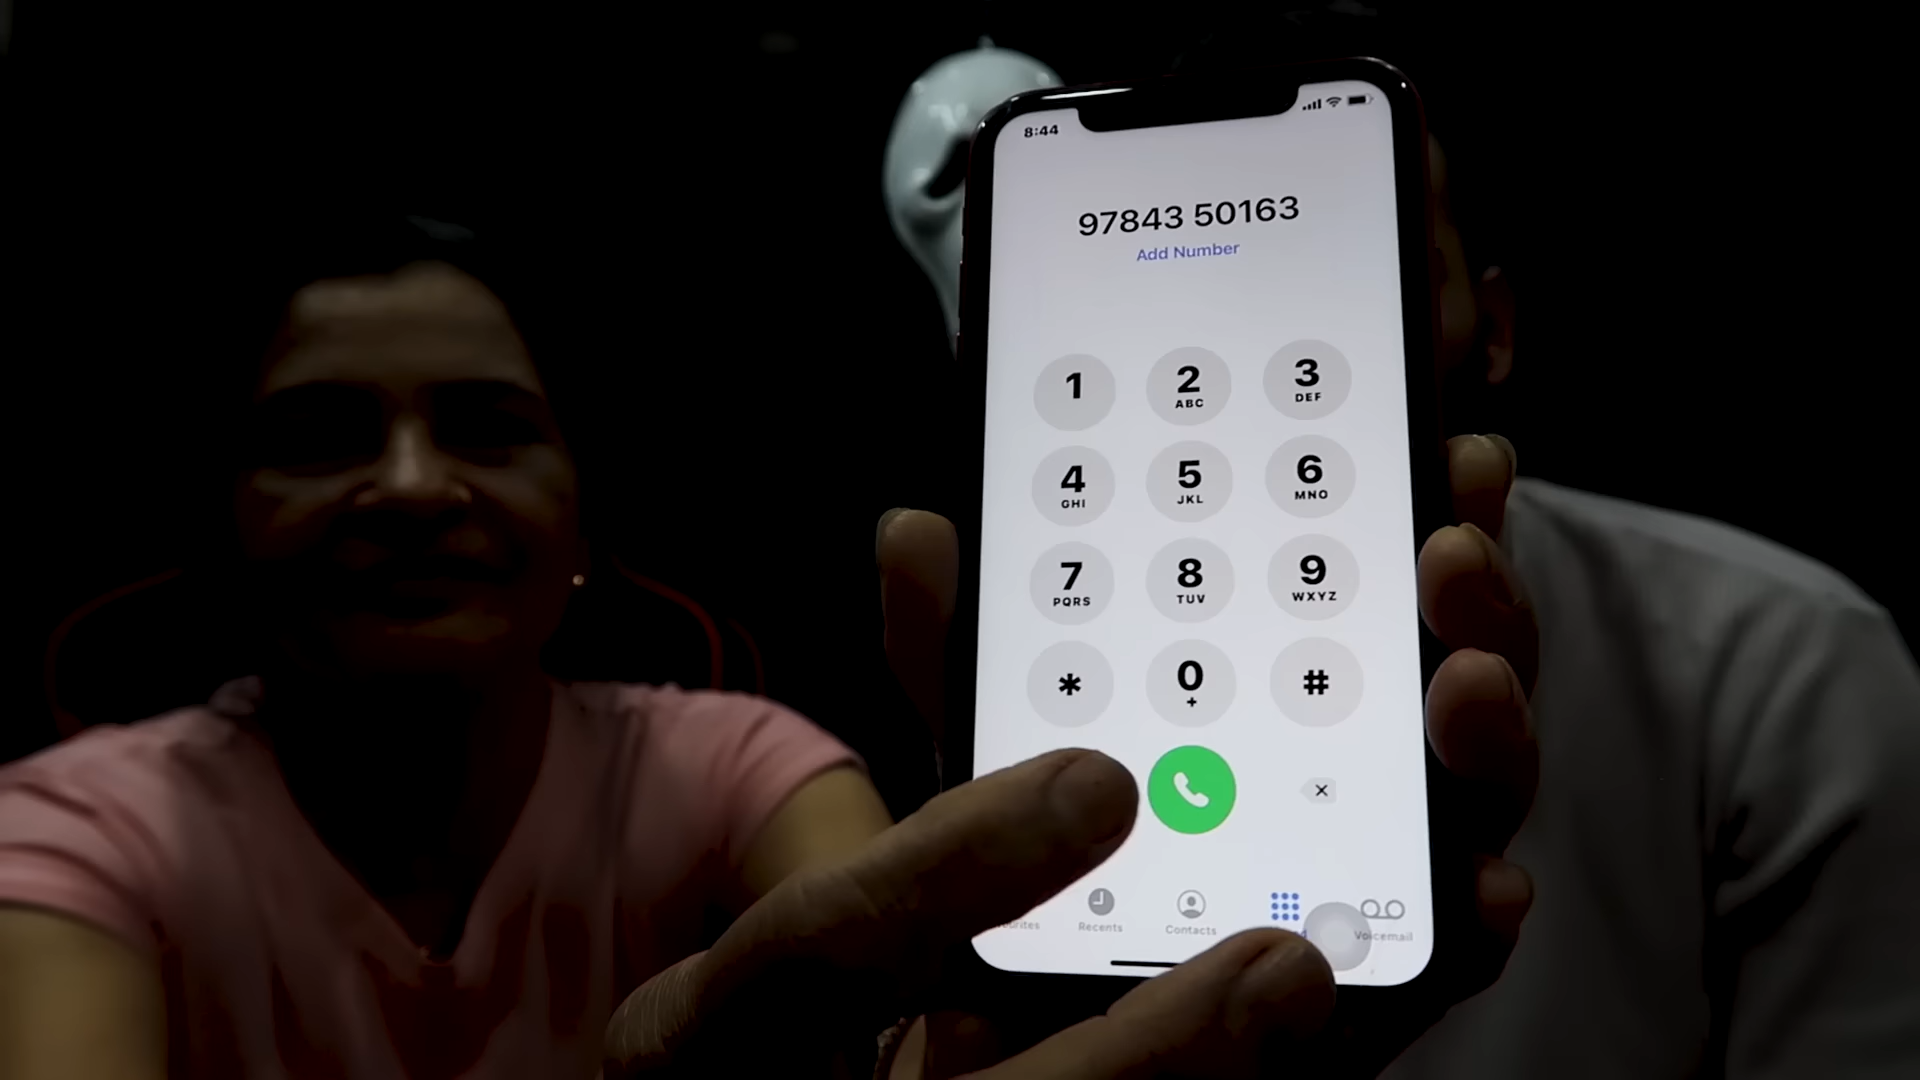 8:44
97843 50163
Add Number
1
2
ABC
3
DEF
4
GHI
5
JKL
6
MNO
7
PQRS
8
TUV
9
WXYZ
*
0
+
#
Recents
Contacts
Voicemail